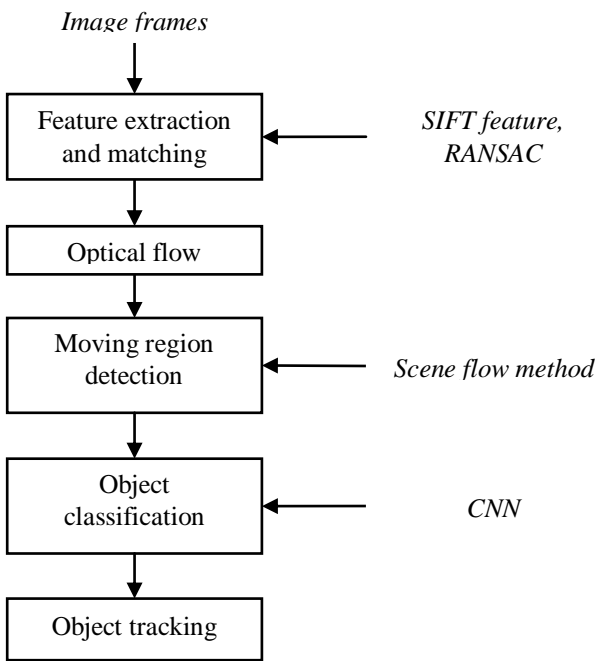 Image frames
Feature extraction
and matching
SIFT feature,
RANSAC
Optical flow
Moving region
detection
Scene flow method
Object
classification
CNN
Object tracking